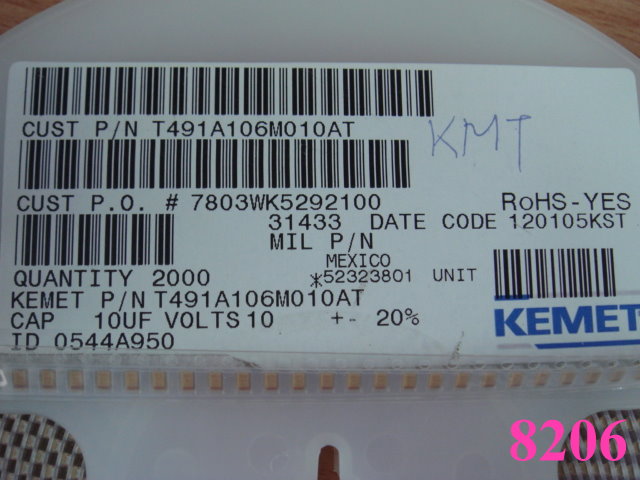 CUST P/N T491A106M010AT
KMT
CUST P.O. # 7803WK5292100
RoHS-YES
31433 DATE CODE 120105KST
MIL P/N
MEXICO
QUANTITY 2000 *52323801 UNIT
KEMET P/N T491A106M010AT
CAP 10UF VOLTS 10 +- 20%
KEMET
ID 0544A950
8206